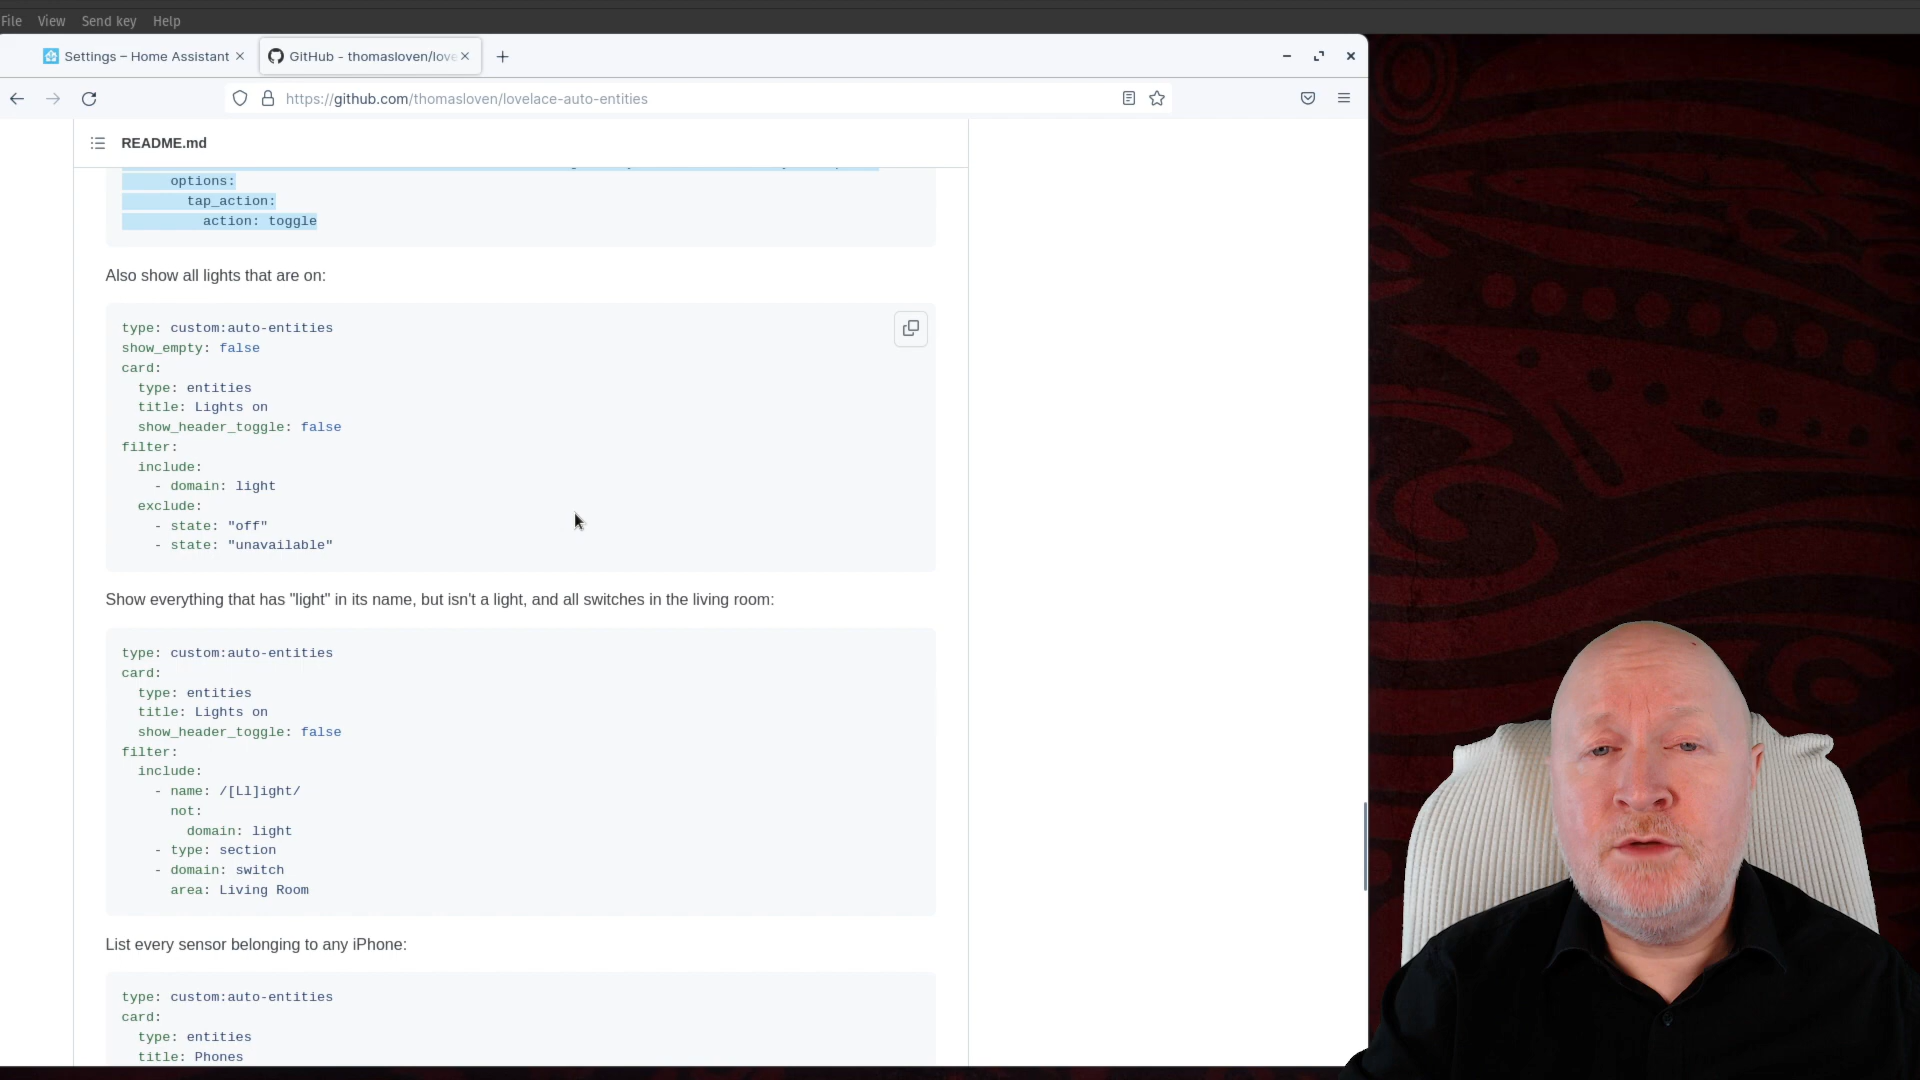 File View Send key Help
Settings – Home Assistant
GitHub - thomasloven/love
https://github.com/thomasloven/lovelace-auto-entities
README.md
options:
tap_action:
action: toggle
Also show all lights that are on:
type: custom:auto-entities
show_empty: false
card:
type: entities
title: Lights on
show_header_toggle: false
filter:
include:
- domain: light
exclude:
- state: "off"
- state: "unavailable"
Show everything that has "light" in its name, but isn't a light, and all switches in the living room:
type: custom:auto-entities
card:
type: entities
title: Lights on
show_header_toggle: false
filter:
include:
- name: /[Ll]ight/
not:
domain: light
- type: section
- domain: switch
area: Living Room
List every sensor belonging to any iPhone:
type: custom:auto-entities
card:
type: entities
title: Phones